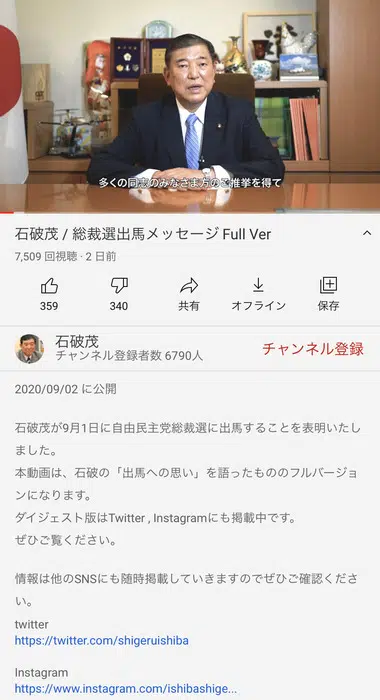 多くの同志のみなさま方のご推挙を得て
石破茂 / 総裁選出馬メッセージ Full Ver
7,509 回視聴・2 日前
359
340
共有
オフライン
保存
石破茂
チャンネル登録者数 6790人
チャンネル登録
2020/09/02 に公開
石破茂が9月1日に自由民主党総裁選に出馬することを表明いたし
ました。
本動画は、石破の「出馬への思い」を語ったもののフルバージョ
ンになります。
ダイジェスト版はTwitter , Instagramにも掲載中です。
ぜひご覧ください。
情報は他のSNSにも随時掲載していきますのでぜひご確認くださ
い。
twitter
https://twitter.com/shigeruishiba
Instagram
https://www.instagram.com/ishibashige...